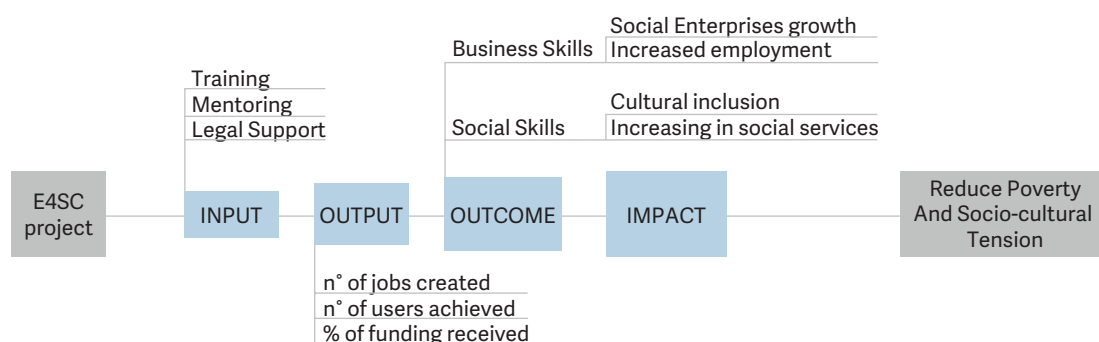 Social Enterprises growth
Business Skills
Increased employment
Training
Mentoring
Legal Support
Cultural inclusion
Social Skills
Increasing in social services
E4SC
project
INPUT
OUTPUT
OUTCOME
IMPACT
Reduce Poverty
And Socio-cultural
Tension
n° of jobs created
n° of users achieved
% of funding received